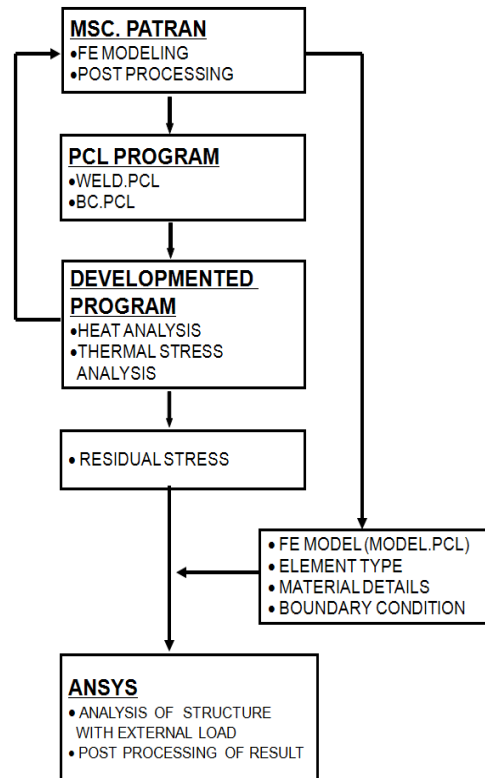 MSC. PATRAN
●FE MODELING
●POST PROCESSING
PCL PROGRAM
●WELD.PCL
●BC.PCL
DEVELOPMENTED
PROGRAM
●HEAT ANALYSIS
●THERMAL STRESS
ANALYSIS
● RESIDUAL STRESS
● FE MODEL (MODEL.PCL)
● ELEMENT TYPE
● MATERIAL DETAILS
● BOUNDARY CONDITION
ANSYS
● ANALYSIS OF STRUCTURE
WITH EXTERNAL LOAD
● POST PROCESSING OF RESULT